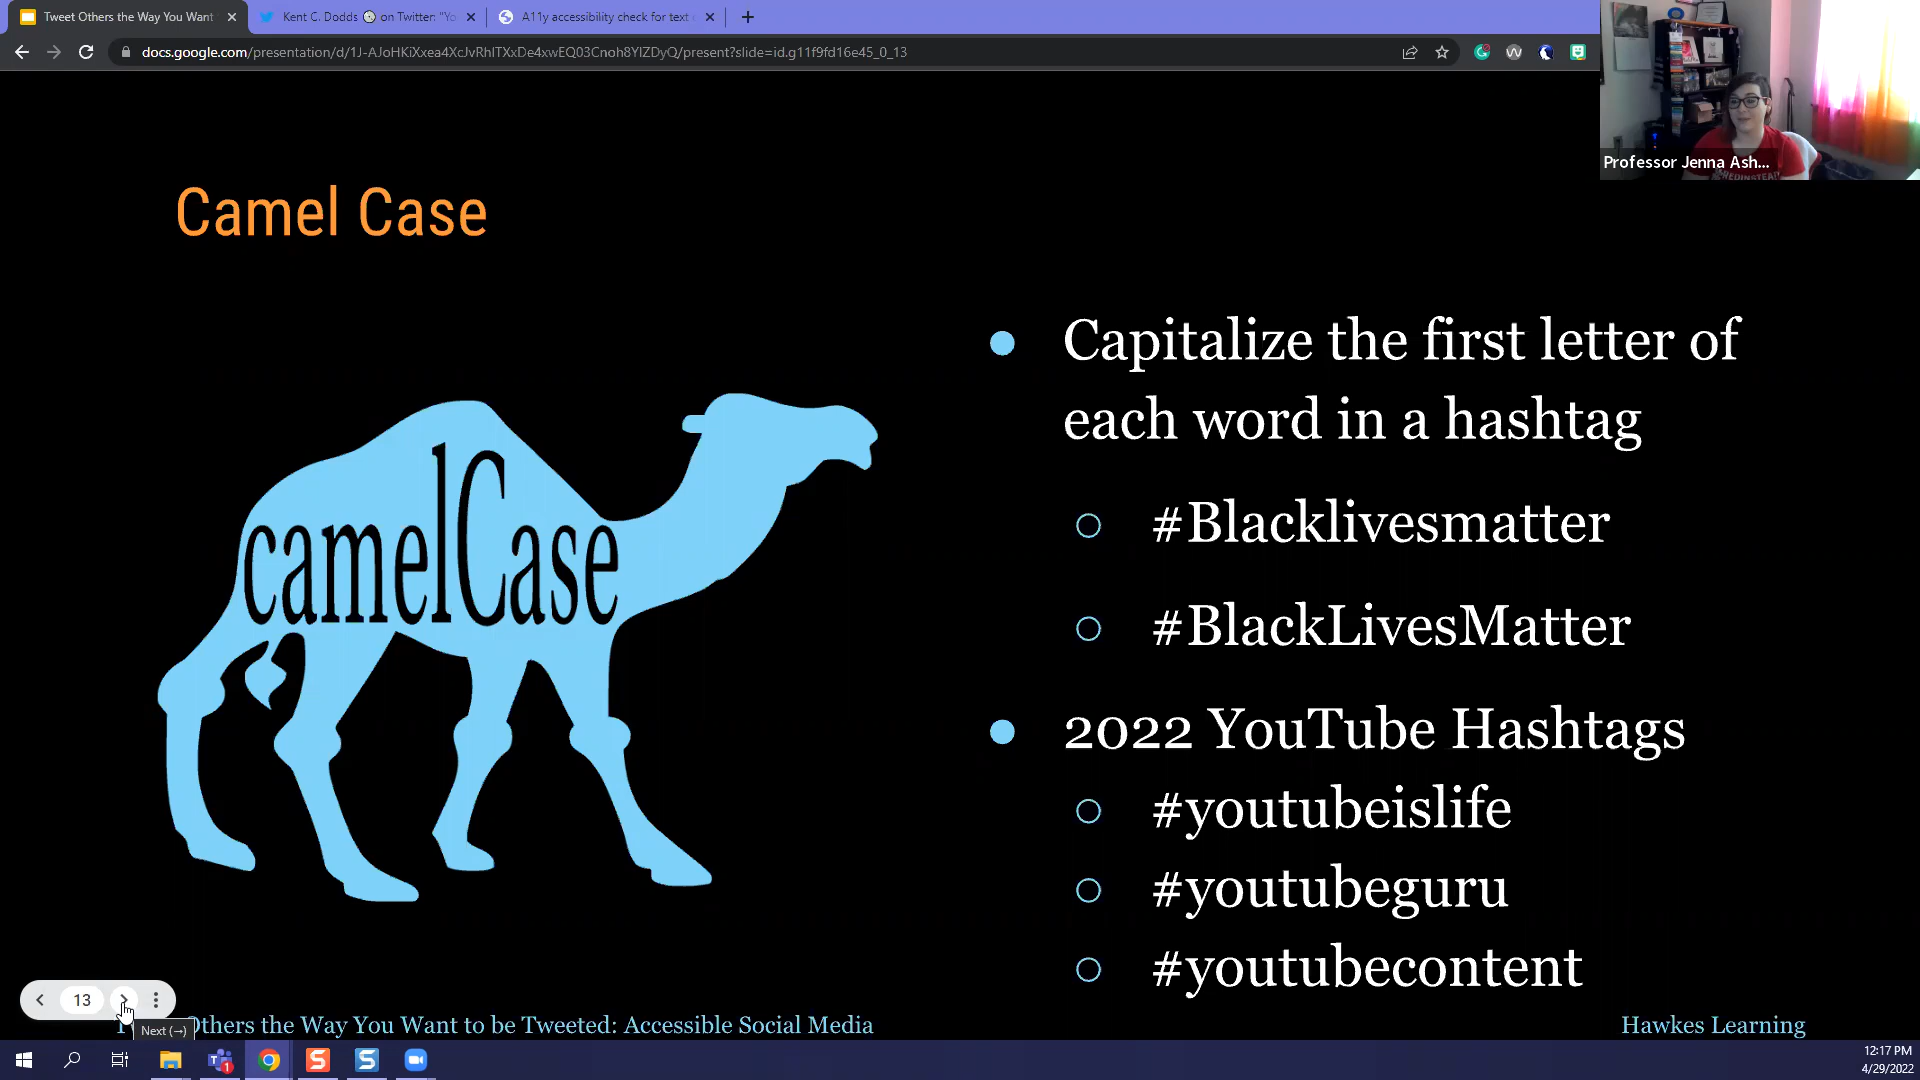 Tweet Others the Way You Want
Kent C. Dodds on Twitter: "Yo
A11y accessibility check for text
docs.google.com/presentation/d/1J-AJoHKiXxea4XcJvRhlTXxDe4xwEQ03Cnoh8YlZDyQ/present?slide=id.g11f9fd16e45_0_13
Professor Jenna Ash...
Camel Case
camelCase
Capitalize the first letter of
each word in a hashtag
#Blacklivesmatter
#BlackLivesMatter
2022 YouTube Hashtags
#youtubeislife
#youtubeguru
#youtubecontent
13
Next (→)
Others the Way You Want to be Tweeted: Accessible Social Media
Hawkes Learning
12:17 PM
4/29/2022